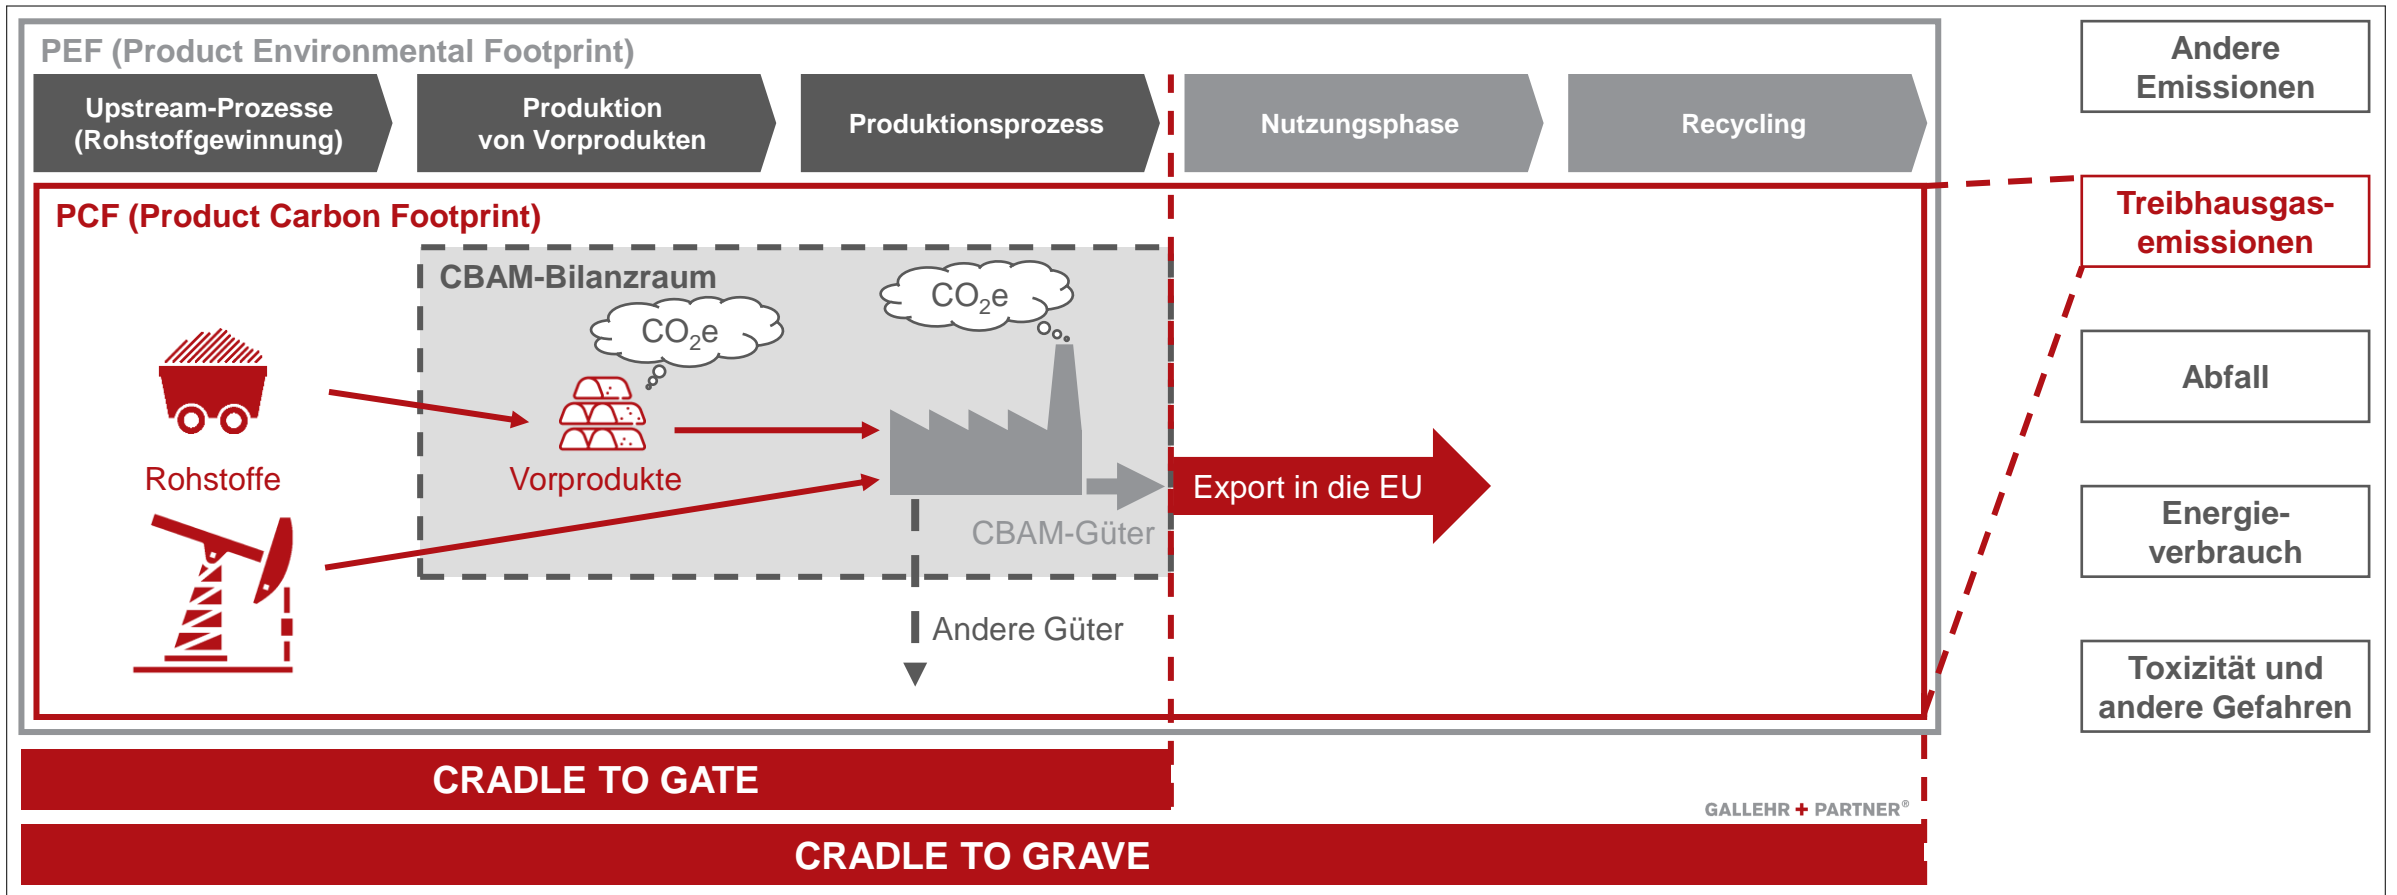 PEF (Product Environmental Footprint)
Upstream-Prozesse
(Rohstoffgewinnung)
Produktion
von Vorprodukten
Produktionsprozess
Nutzungsphase
Recycling
PCF (Product Carbon Footprint)
CBAM-Bilanzraum
CO₂e
CO₂e
Rohstoffe
Vorprodukte
CBAM-Güter
Export in die EU
Andere Güter
Andere
Emissionen
Treibhausgas-
emissionen
Abfall
Energie-
verbrauch
Toxizität und
andere Gefahren
CRADLE TO GATE
GALLEHR + PARTNER®
CRADLE TO GRAVE